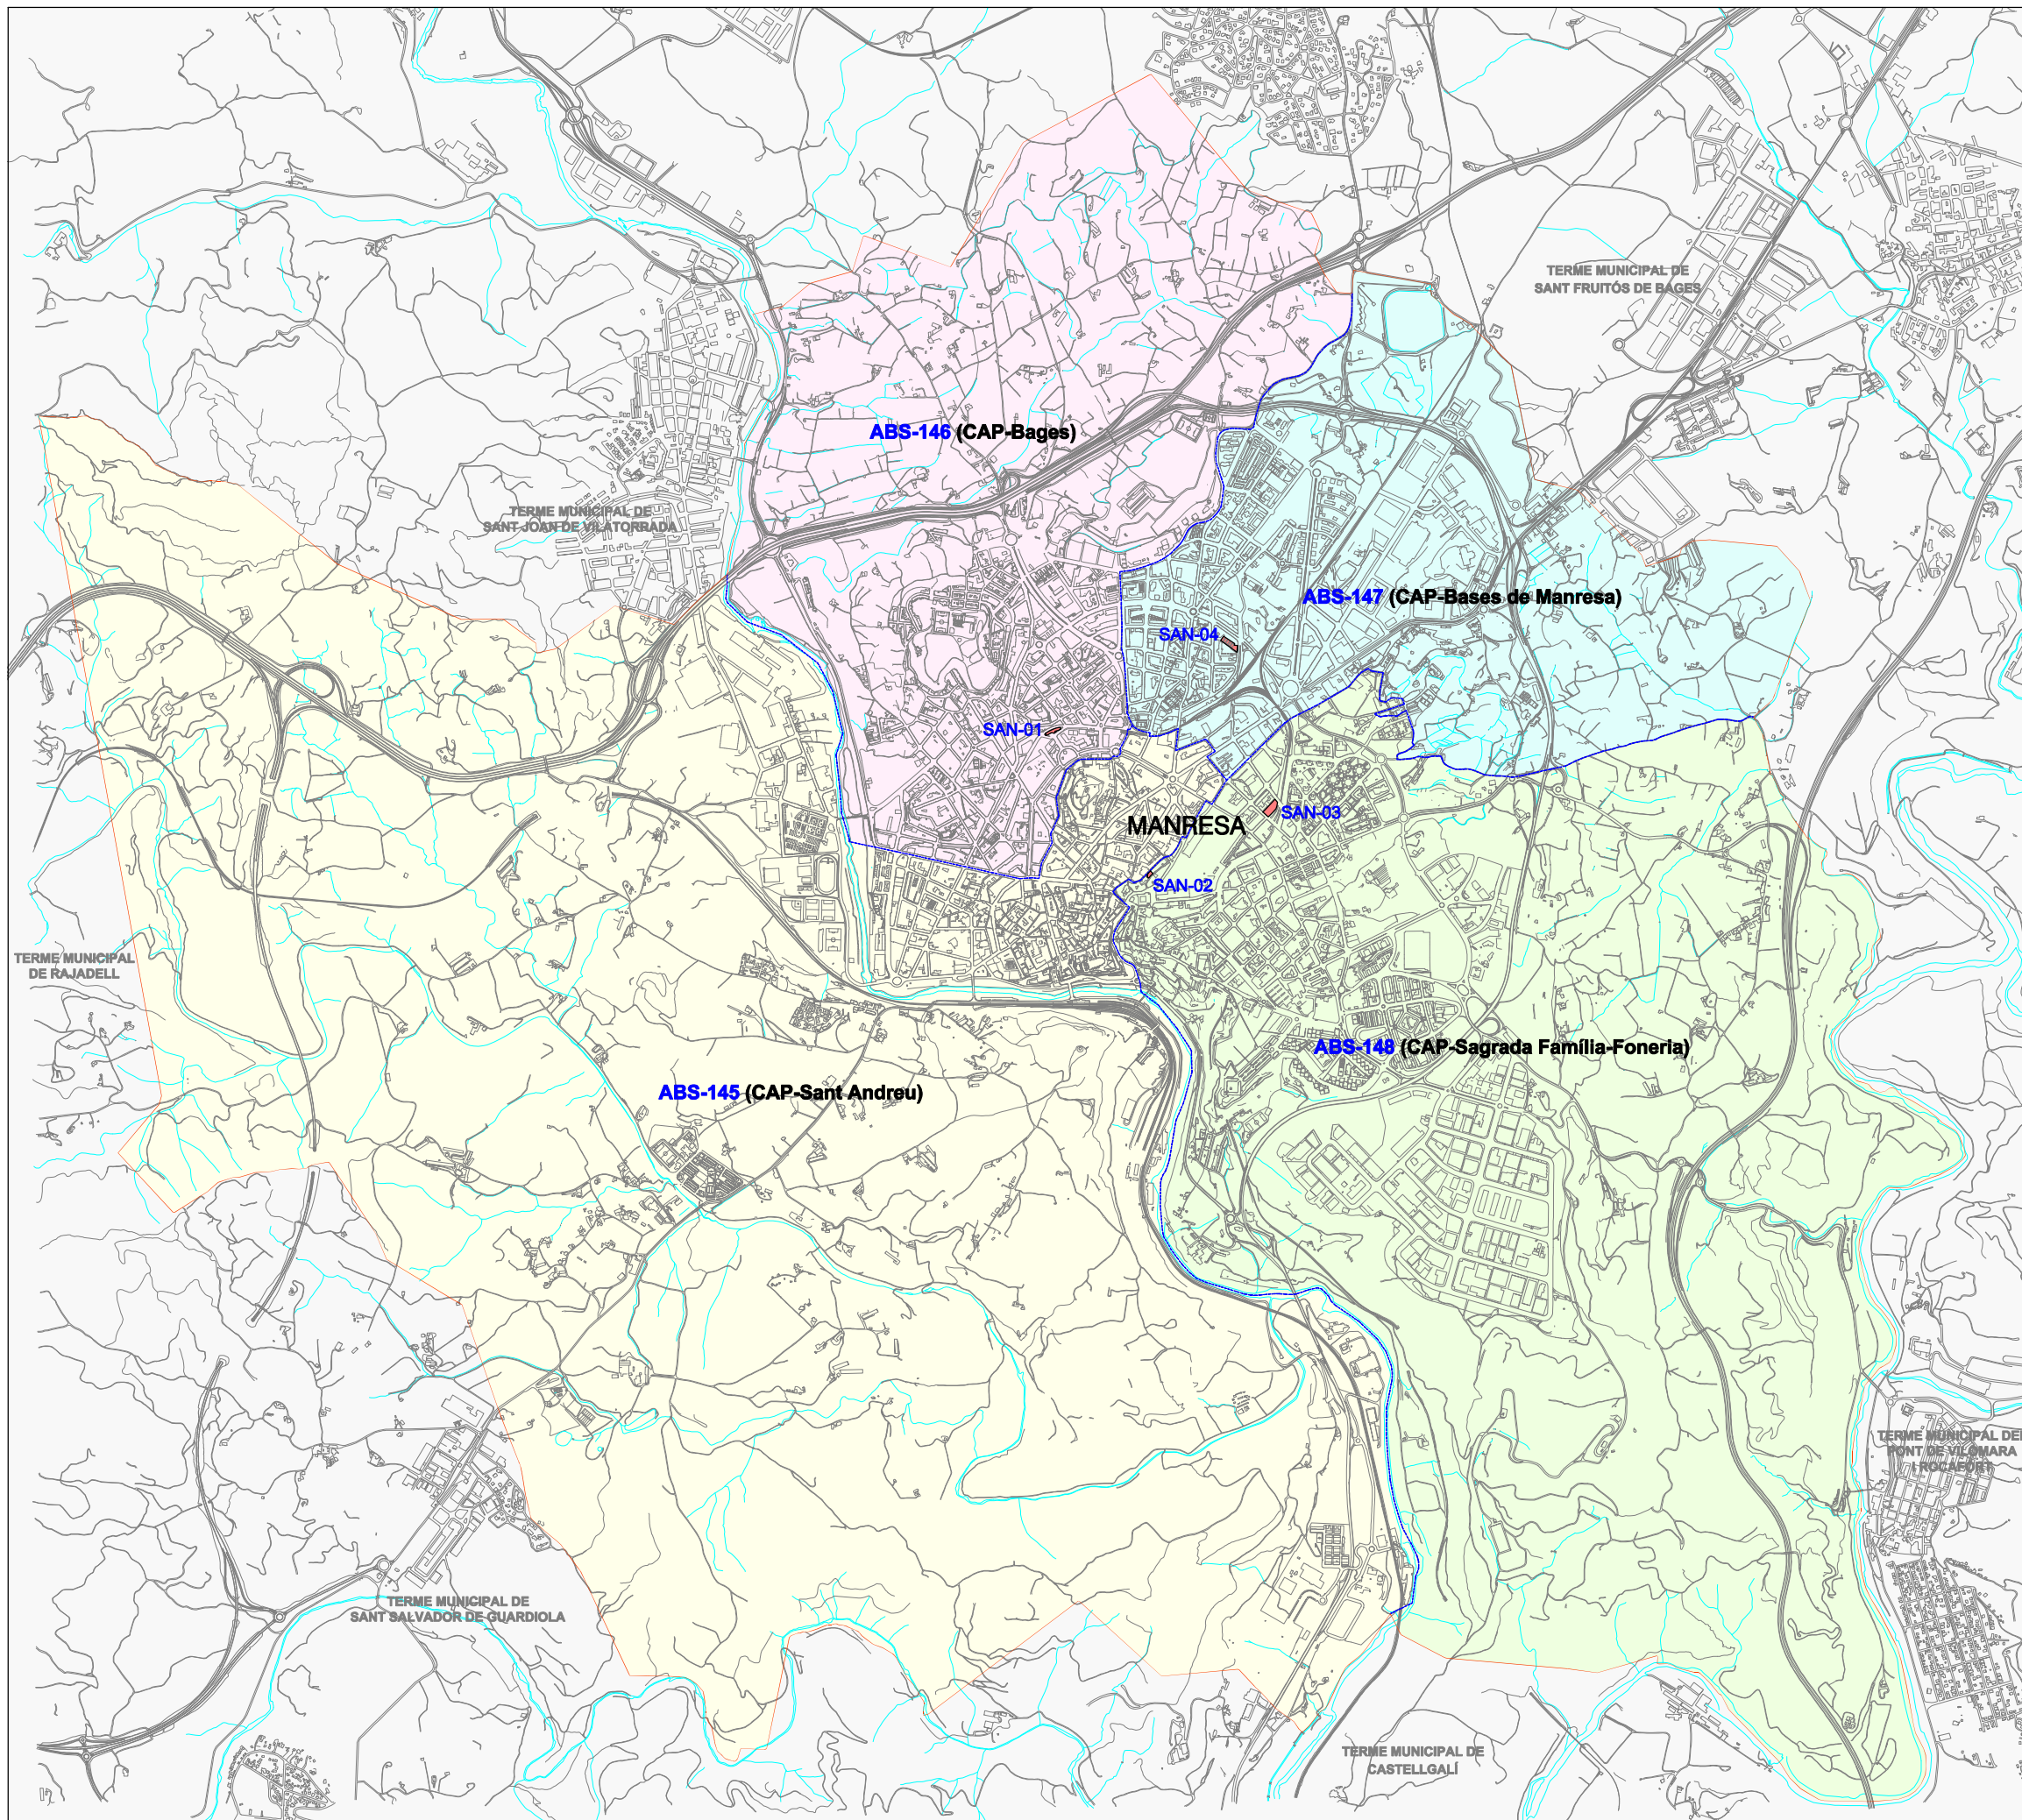 TERME MUNICIPAL DE
SANT FRUITÓS DE BAGES
ABS-146 (CAP-Bages)
TERME MUNICIPAL DE
SANT JOAN DE VILATORRADA
ABS-147 (CAP-Bases de Manresa)
SAN-04
SAN-01
SAN-03
MANRESA
SAN-02
TERME MUNICIPAL
DE RAJADELL
ABS-148 (CAP-Sagrada Família-Foneria)
ABS-145 (CAP-Sant Andreu)
TERME MUNICIPAL DEL
PONT DE VILOMARA
I ROCAFORT
TERME MUNICIPAL DE
SANT SALVADOR DE GUARDIOLA
TERME MUNICIPAL DE
CASTELLGALÍ